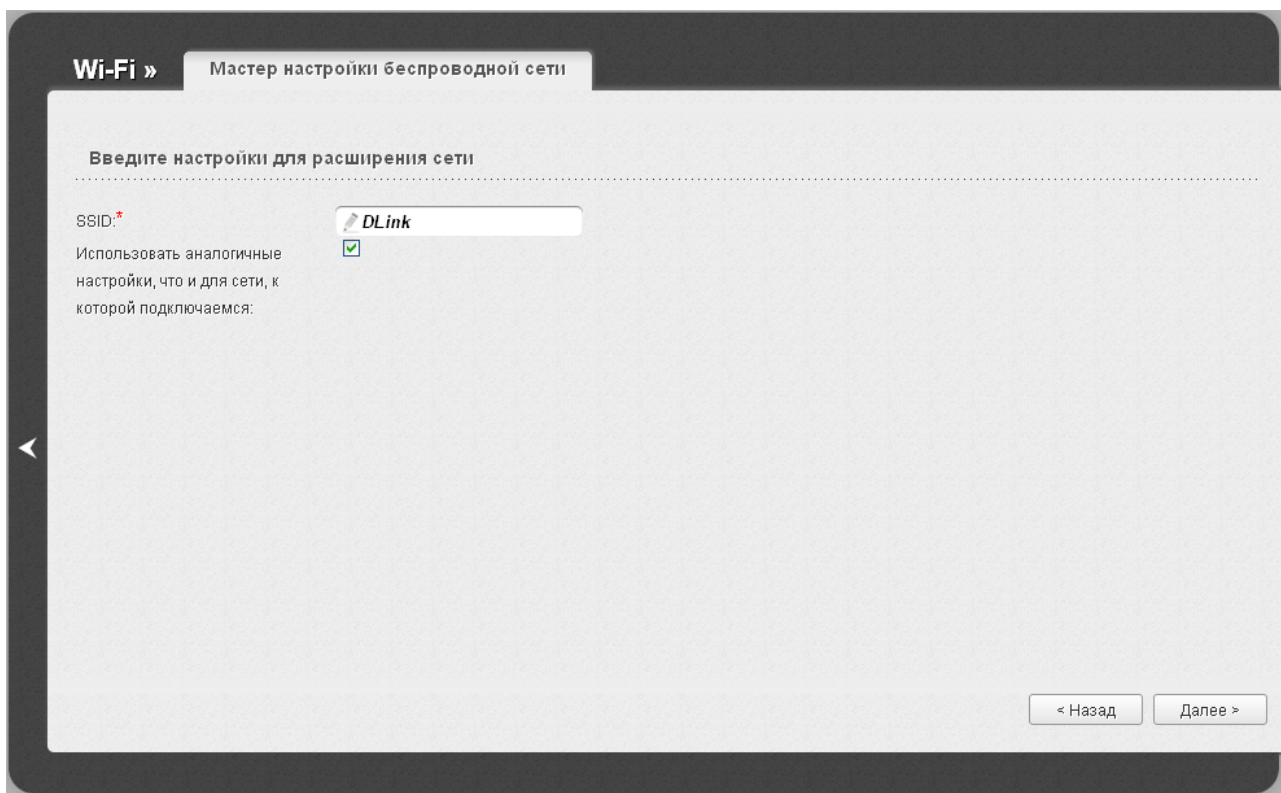 Wi-Fi »
Мастер настройки беспроводной сети
Введите настройки для расширения сети
SSID:*
DLink
Использовать аналогичные
настройки, что и для сети, к
которой подключаемся:
< Назад
Далее >